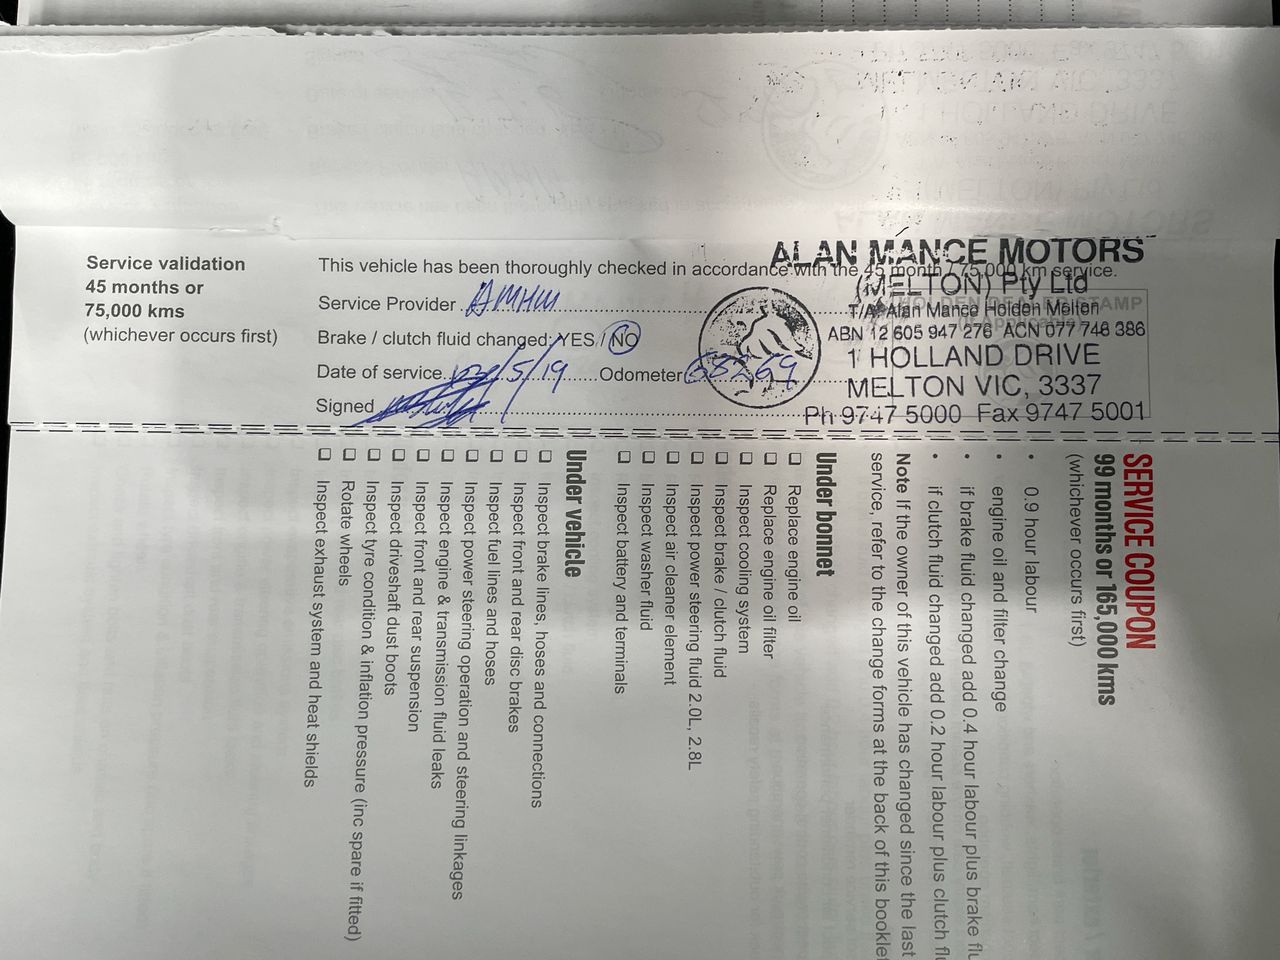 Service validation
45 months or
75,000 kms
(whichever occurs first)
This vehicle has been thoroughly checked in accordance with the 45 month / 75,000 km service.
Service Provider AMHM
Brake / clutch fluid changed: YES / NO
Date of service /5/19 Odometer 68269
Signed
ALAN MANCE MOTORS
(MELTON) Pty Ltd
T/A Alan Mance Holden Melton
ABN 12 605 947 276 ACN 077 746 386
1 HOLLAND DRIVE
MELTON VIC, 3337
Ph 9747 5000 Fax 9747 5001
HOLDEN DEALER STAMP
SERVICE COUPON
99 months or 165,000 kms
(whichever occurs first)
• 0.9 hour labour
• engine oil and filter change
• if brake fluid changed add 0.4 hour labour plus brake
• if clutch fluid changed add 0.2 hour labour plus clutch
Note If the owner of this vehicle has changed since the last
service, refer to the change forms at the back of this booklet
Under bonnet
❑ Replace engine oil
❑ Replace engine oil filter
❑ Inspect cooling system
❑ Inspect brake / clutch fluid
❑ Inspect power steering fluid 2.0L, 2.8L
❑ Inspect air cleaner element
❑ Inspect washer fluid
❑ Inspect battery and terminals
Under vehicle
❑ Inspect brake lines, hoses and connections
❑ Inspect front and rear disc brakes
❑ Inspect fuel lines and hoses
❑ Inspect power steering operation and steering linkages
❑ Inspect engine & transmission fluid leaks
❑ Inspect front and rear suspension
❑ Inspect driveshaft dust boots
❑ Inspect tyre condition & inflation pressure (inc spare if fitted)
❑ Rotate wheels
❑ Inspect exhaust system and heat shields